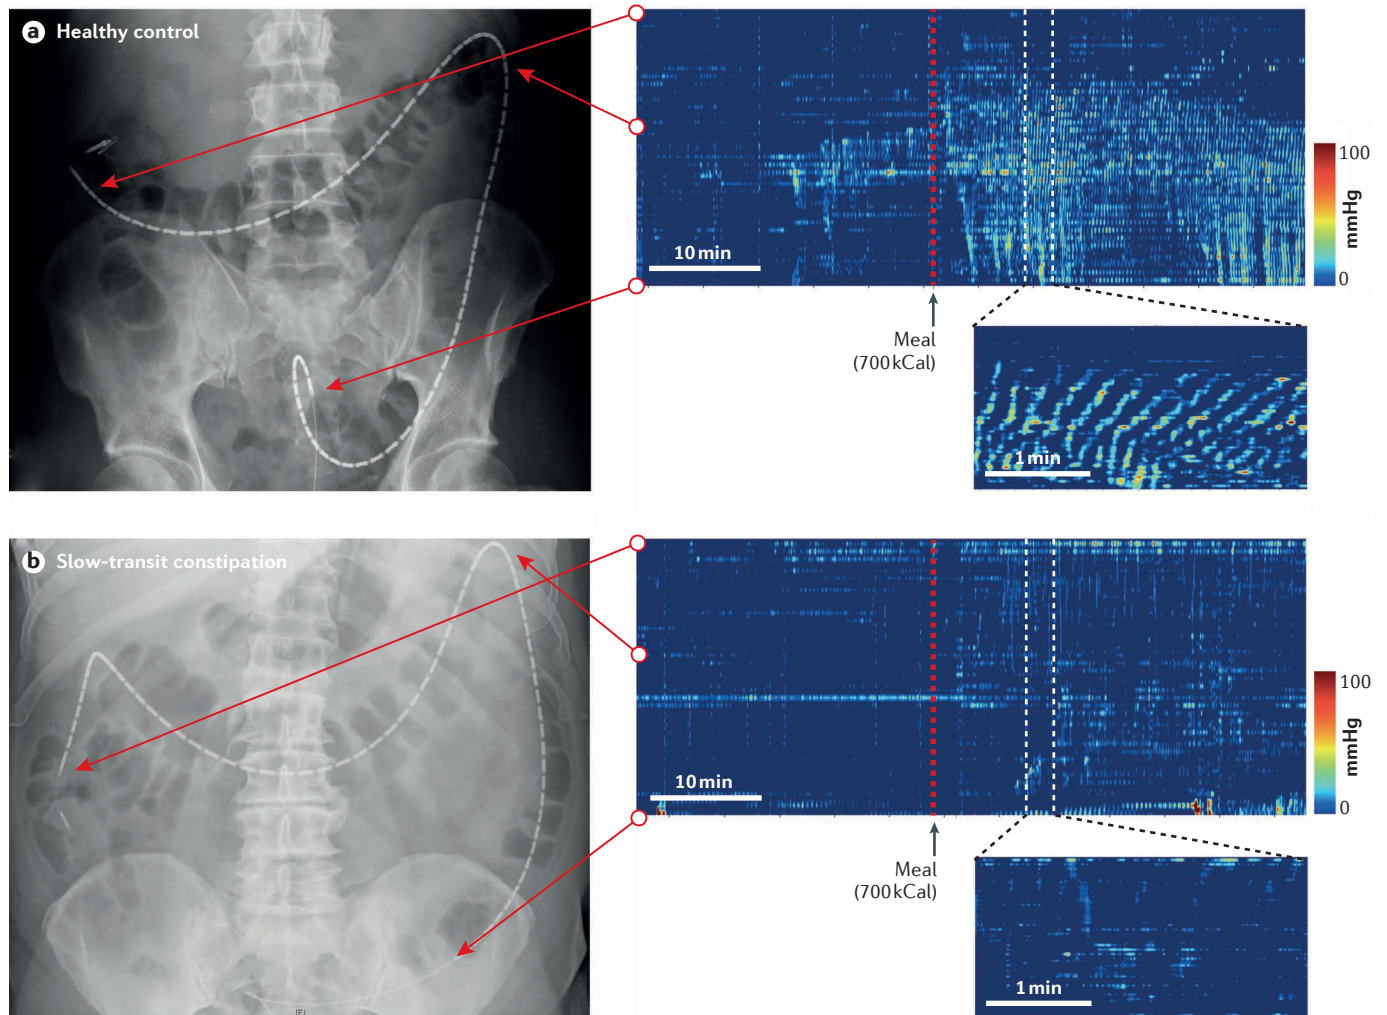 a Healthy control
10 min
Meal
(700 kCal)
100
mmHg
0
1 min
b Slow-transit constipation
10 min
Meal
(700 kCal)
100
mmHg
0
1 min